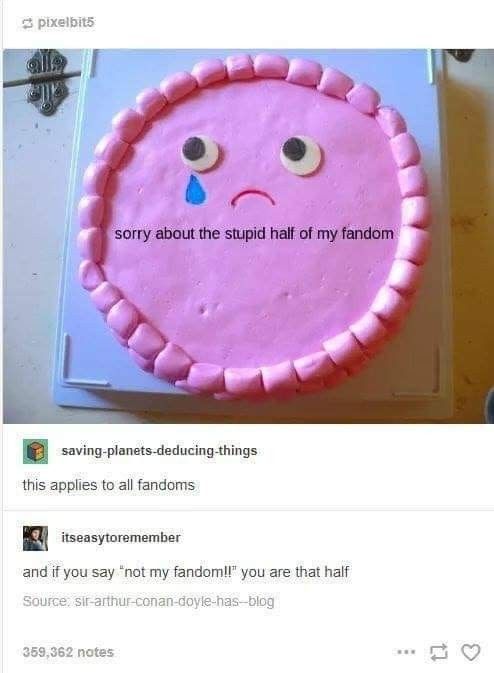 pixelbit5
sorry about the stupid half of my fandom
saving-planets-deducing-things
this applies to all fandoms
itseasytoremember
and if you say “not my fandom!!” you are that half
Source: sir-arthur-conan-doyle-has--blog
359,362 notes